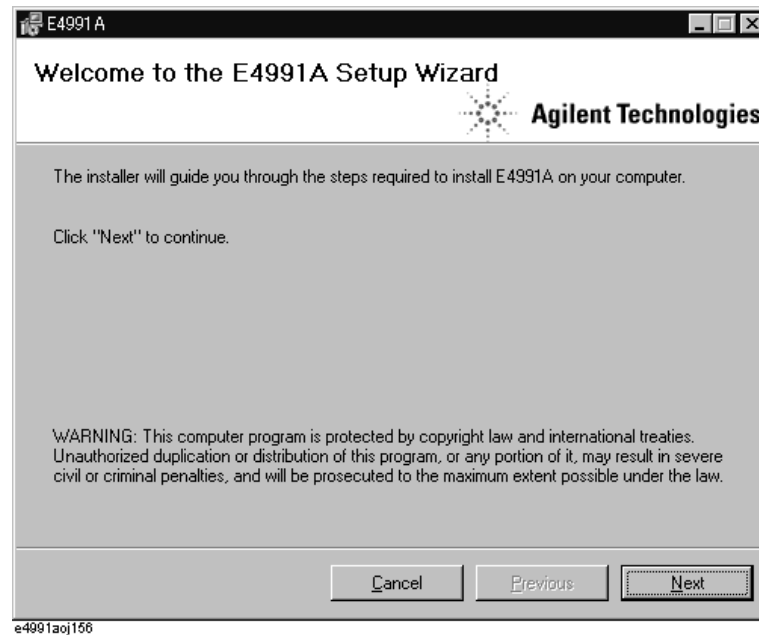 E4991A
Welcome to the E4991A Setup Wizard
Agilent Technologies
The installer will guide you through the steps required to install E4991A on your computer.
Click "Next" to continue.
WARNING: This computer program is protected by copyright law and international treaties.
Unauthorized duplication or distribution of this program, or any portion of it, may result in severe
civil or criminal penalties, and will be prosecuted to the maximum extent possible under the law.
Cancel
Previous
Next
e4991aoj156